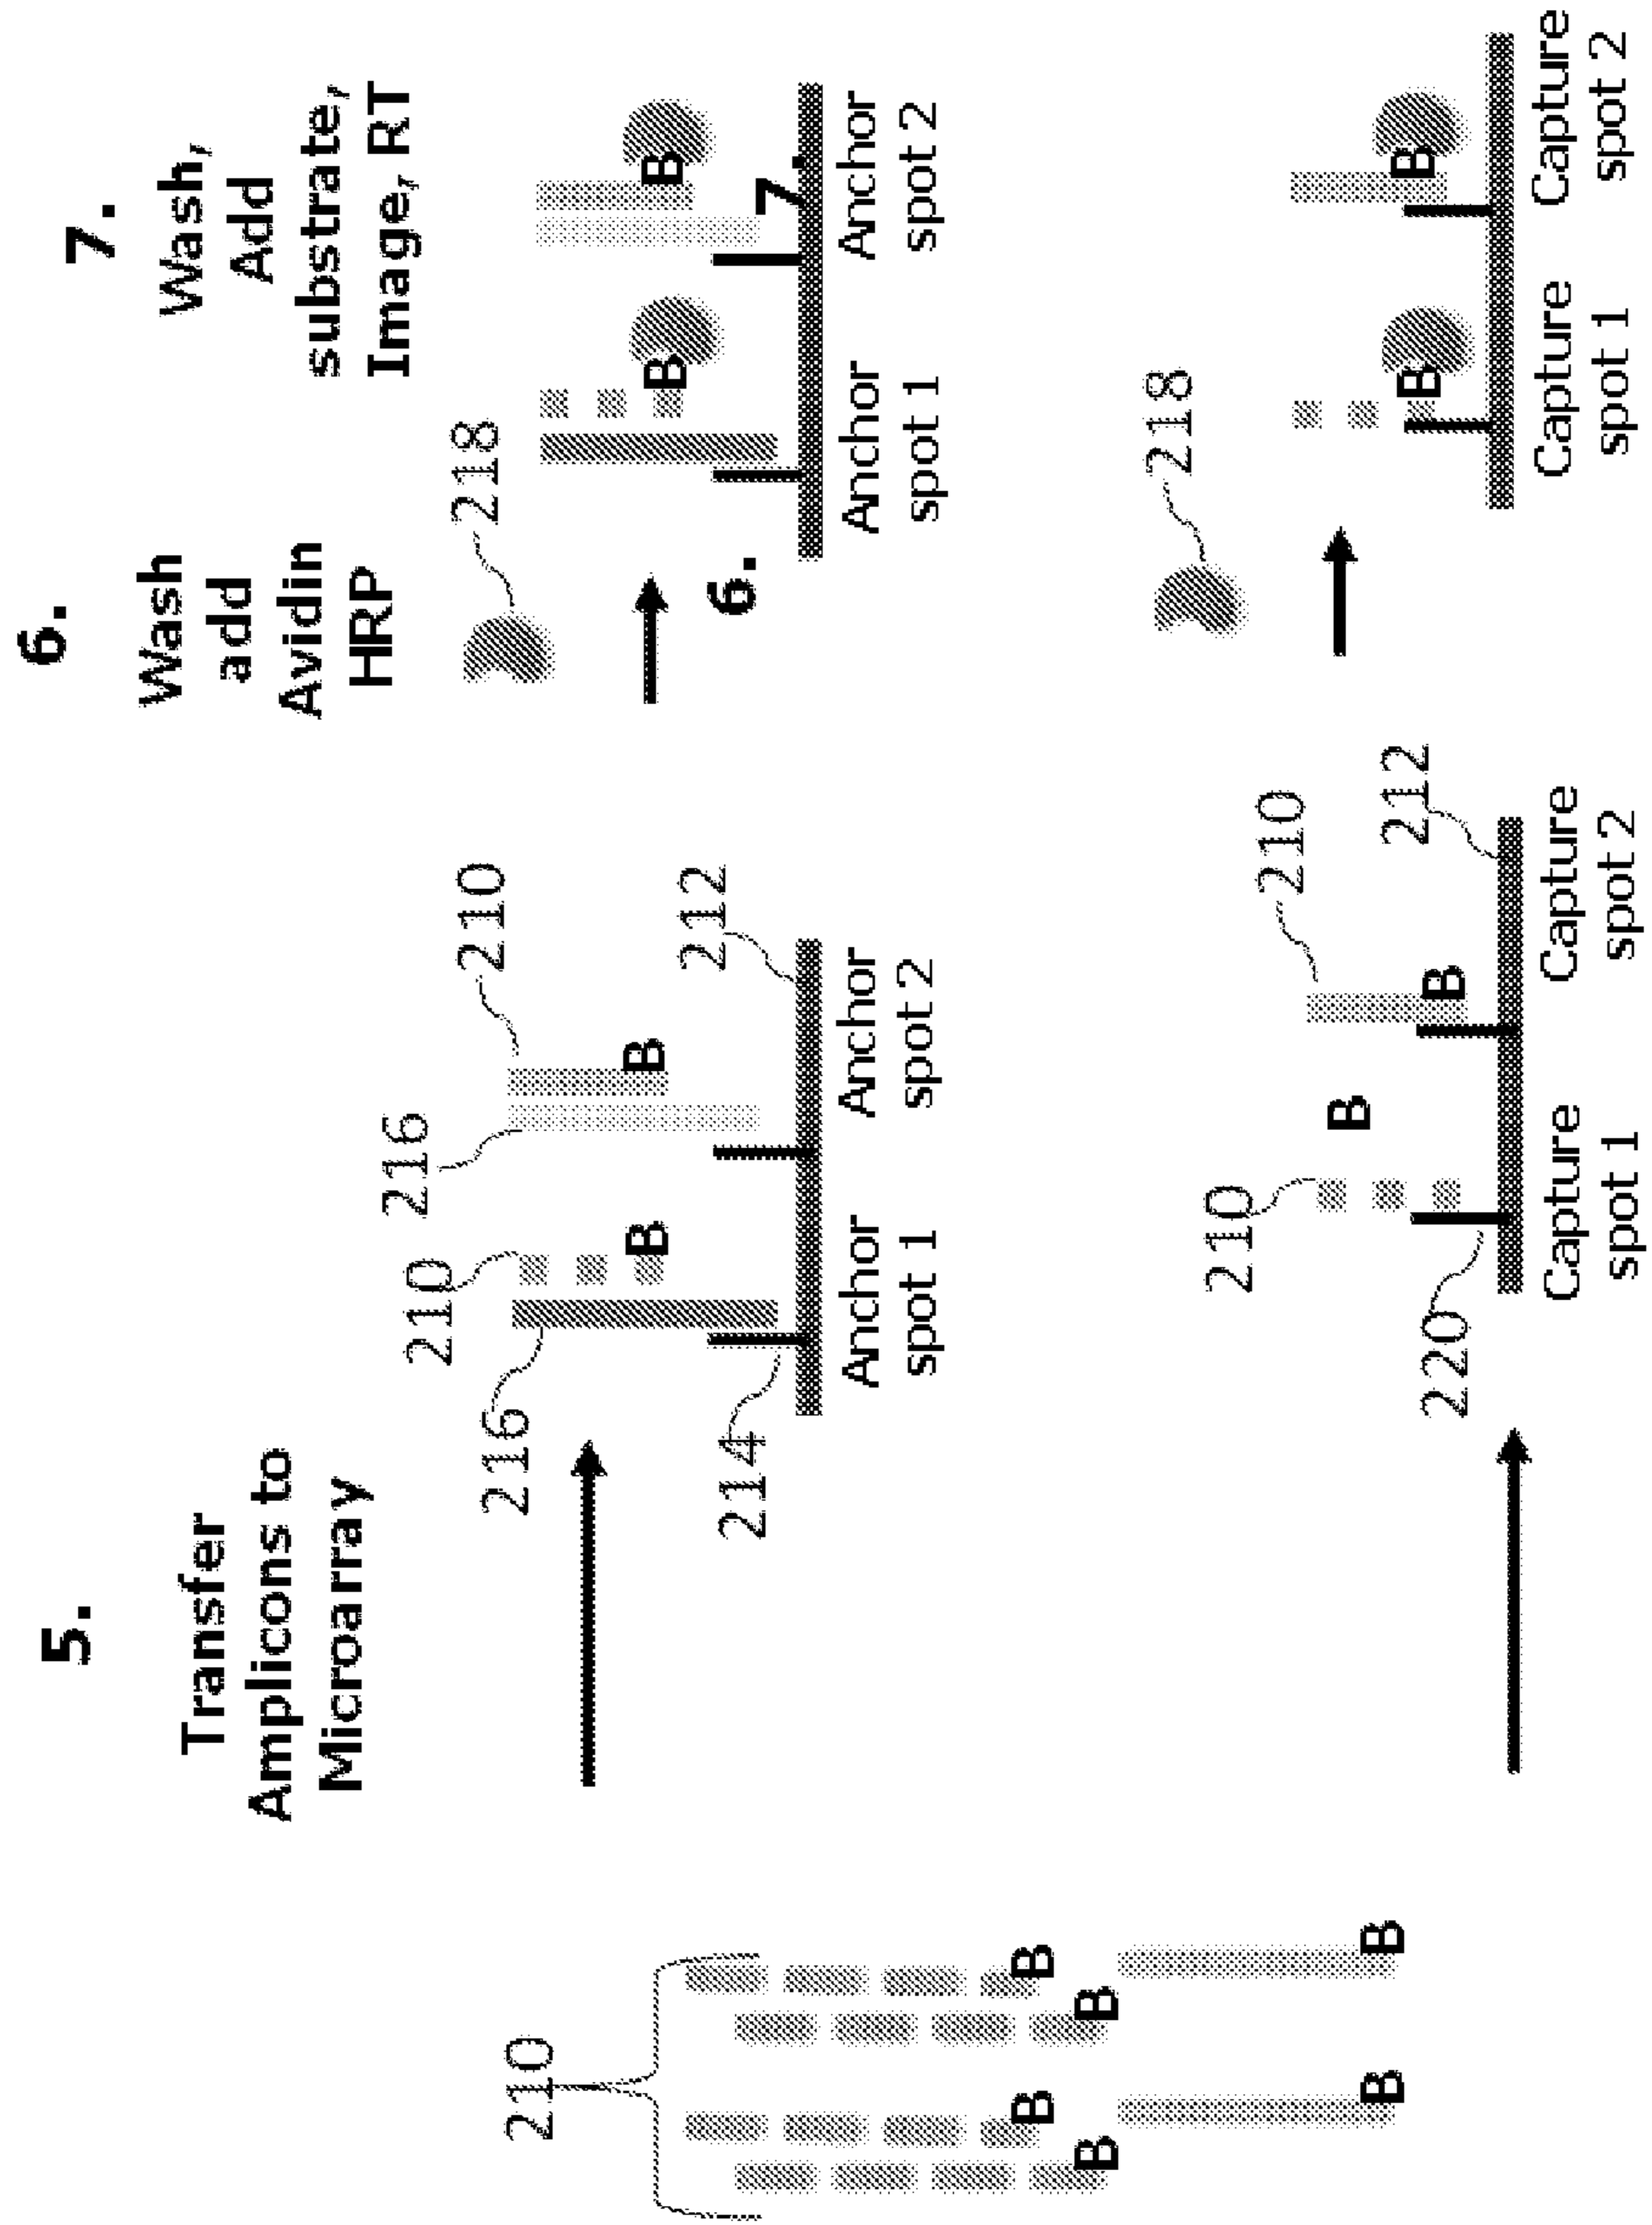 5.
Transfer
Amplicons to
Microarray
6.
Wash
add
Avidin
HRP
7.
Wash,
Add
substrate,
Image, RT
210
B
B
B
B
B
B
216
210
216
210
B
B
214
212
Anchor
spot 1
Anchor
spot 2
218
6.
B
B
7.
Anchor
spot 1
Anchor
spot 2
210
B
210
B
220
212
Capture
spot 1
Capture
spot 2
218
B
B
Capture
spot 1
Capture
spot 2